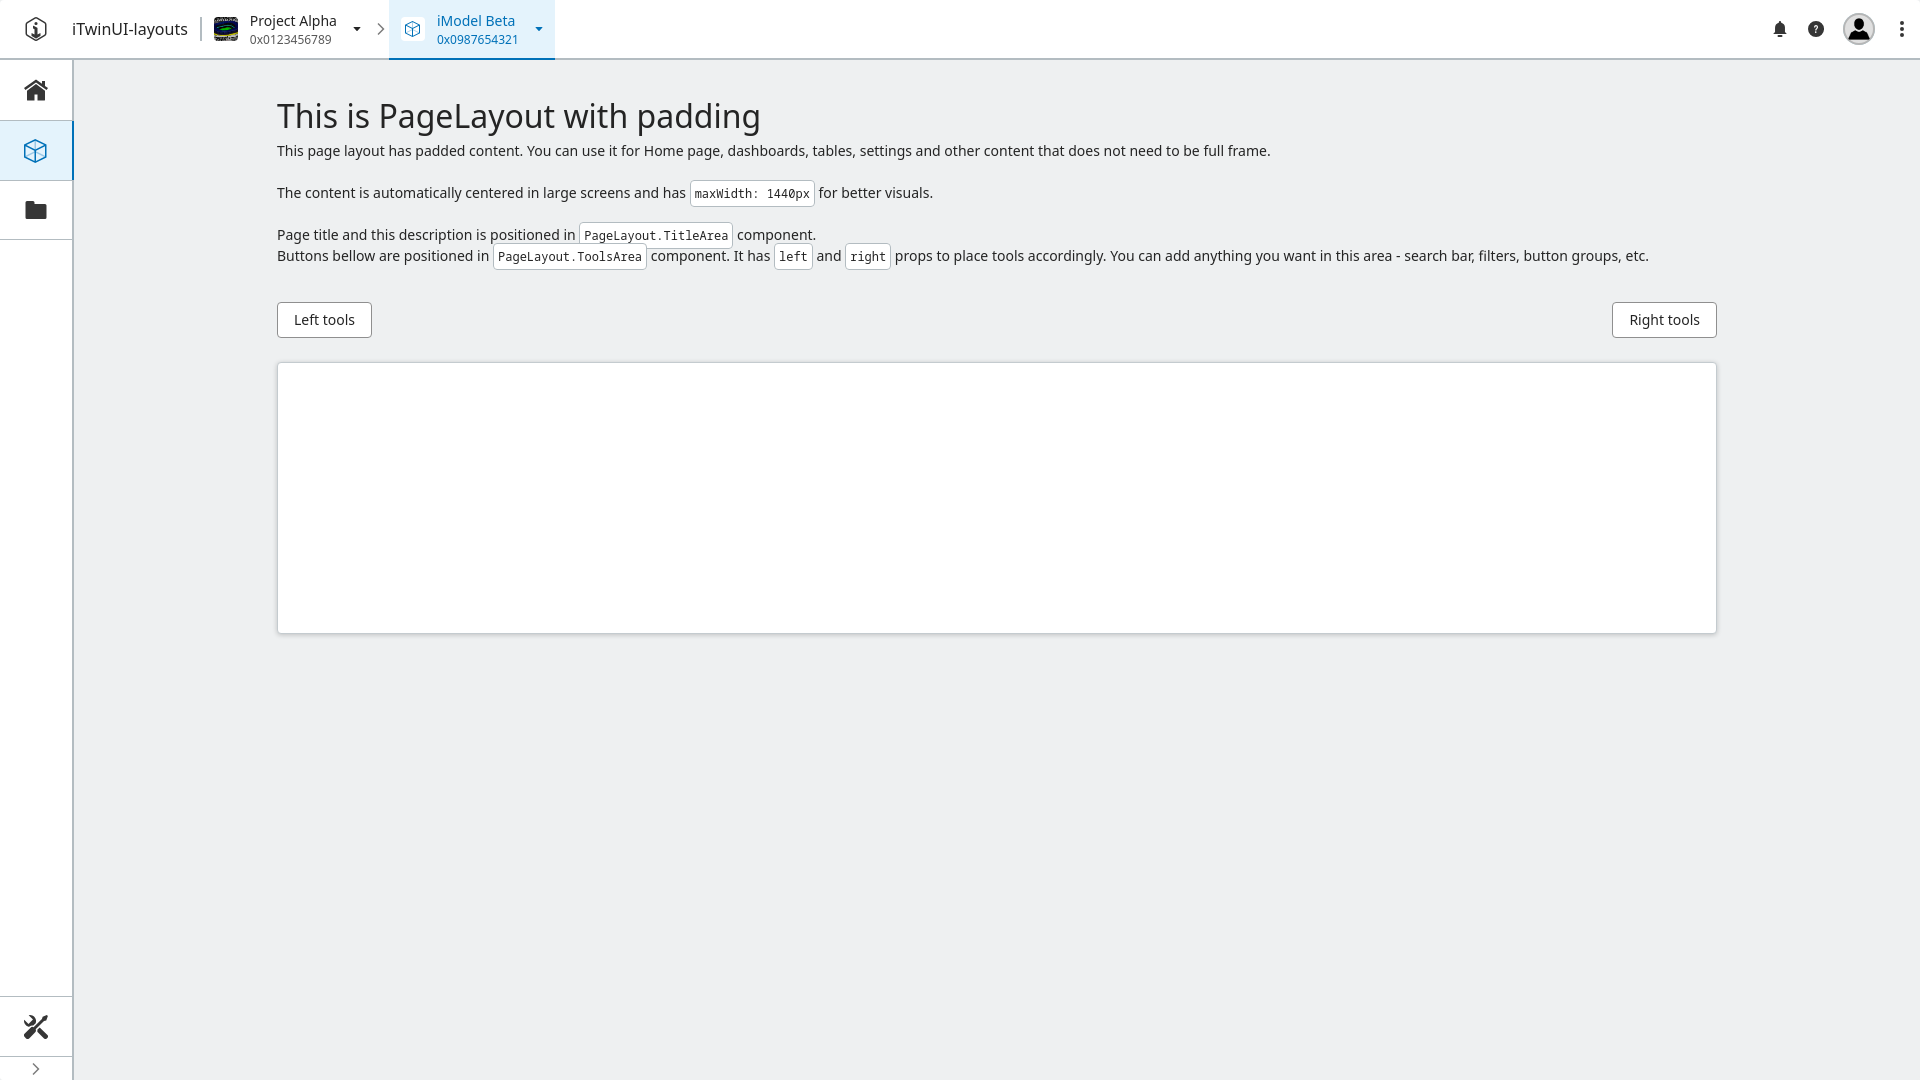 iTwinUI-layouts
Project Alpha
0x0123456789
iModel Beta
0x0987654321
This is PageLayout with padding
This page layout has padded content. You can use it for Home page, dashboards, tables, settings and other content that does not need to be full frame.
The content is automatically centered in large screens and has maxWidth: 1440px for better visuals.
Page title and this description is positioned in PageLayout.TitleArea component.
Buttons bellow are positioned in PageLayout.ToolsArea component. It has left and right props to place tools accordingly. You can add anything you want in this area - search bar, filters, button groups, etc.
Left tools
Right tools